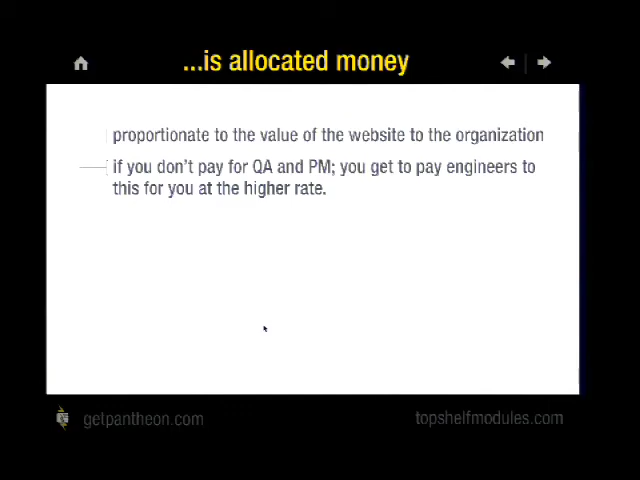 ...is allocated money
proportionate to the value of the website to the organization
if you don't pay for QA and PM; you get to pay engineers to
this for you at the higher rate.
getpantheon.com
topshelfmodules.com